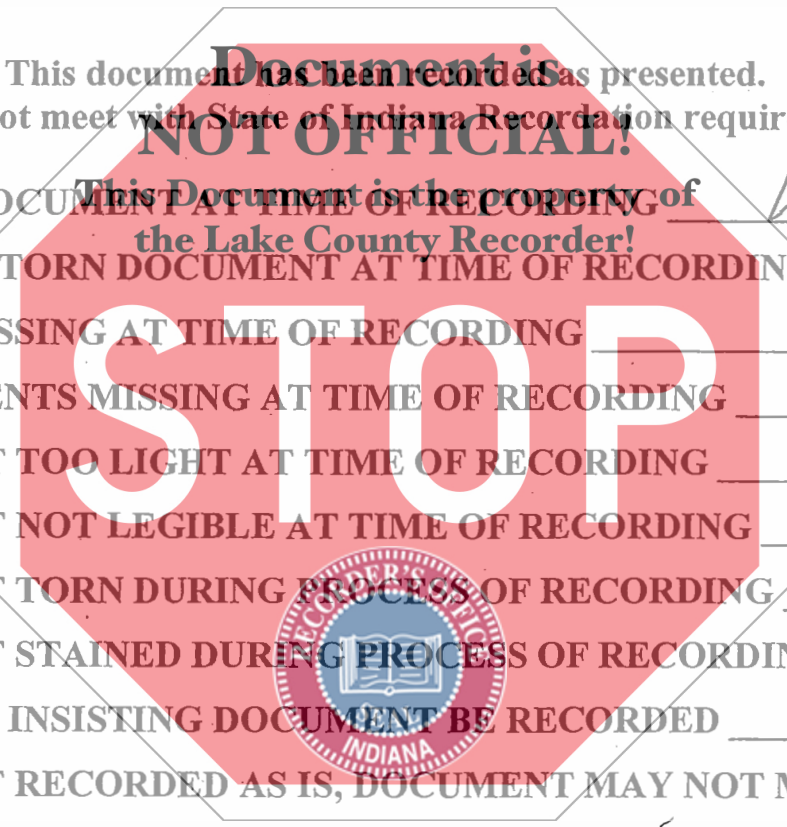 Document is
This document has been recorded as presented.
ot meet with State of Indiana Recordation requir
NOT OFFICIAL!
This Document is the property of
OCUMENT AT TIME OF RECORDING
the Lake County Recorder!
TORN DOCUMENT AT TIME OF RECORDIN
SSING AT TIME OF RECORDING
STOP
ENTS MISSING AT TIME OF RECORDING
T TOO LIGHT AT TIME OF RECORDING
T NOT LEGIBLE AT TIME OF RECORDING
T TORN DURING PROCESS OF RECORDING
RECORDER'S OFFICE
T STAINED DURING PROCESS OF RECORDIN
SEAL
INSISTING DOCUMENT BE RECORDED
INDIANA
T RECORDED AS IS, DOCUMENT MAY NOT M